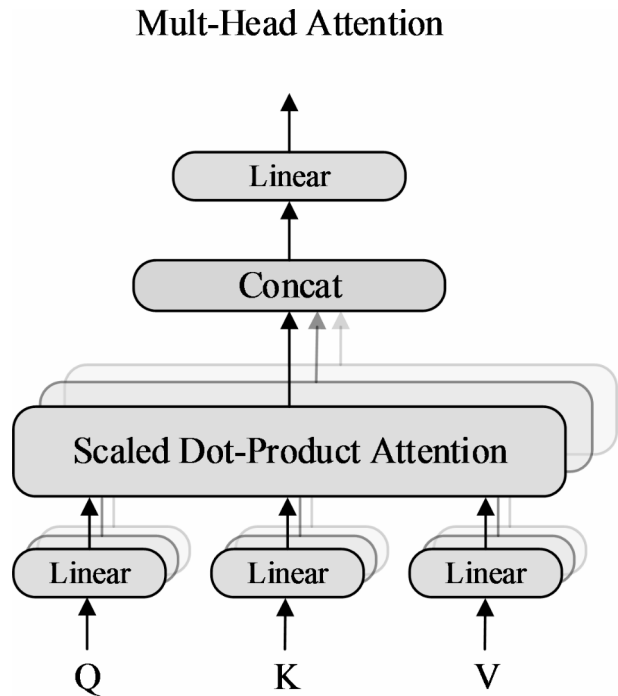 Mult-Head Attention
Linear
Concat
Scaled Dot-Product Attention
Linear
Linear
Linear
Q
K
V